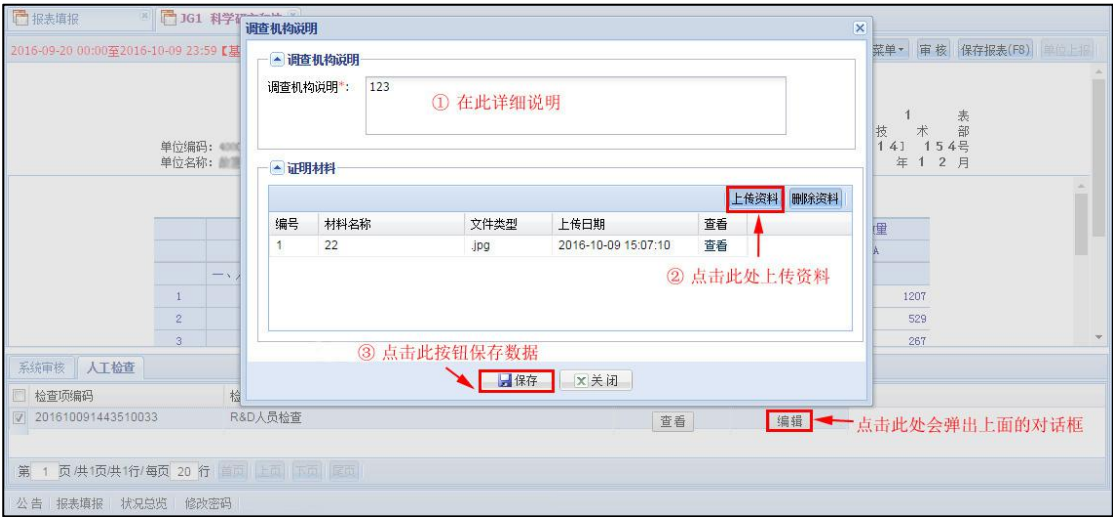 报表填报
JG1 科学研
调查机构说明
2016-09-20 00:00至2016-10-09 23:59【基
菜单
审 核
保存报表(F8)
单位上报
调查机构说明
调查机构说明*:
123
① 在此详细说明
1 表
技 术 部
14] 154号
年 1 2 月
单位编码:
单位名称:
证明材料
上传资料
删除资料
编号 材料名称 文件类型 上传日期 查看
1 22 .jpg 2016-10-09 15:07:10 查看
② 点击此处上传资料
量
A
一、
1 1207
2 529
3 267
③ 点击此按钮保存数据
保存
关 闭
系统审核
人工检查
检查项编码 检
201610091443510033 R&D人员检查 查看 编辑
点击此处会弹出上面的对话框
第 1 页/共1页/共1行/每页 20 行 首页 上页 下页 尾页
公 告 报表填报 状况总览 修改密码